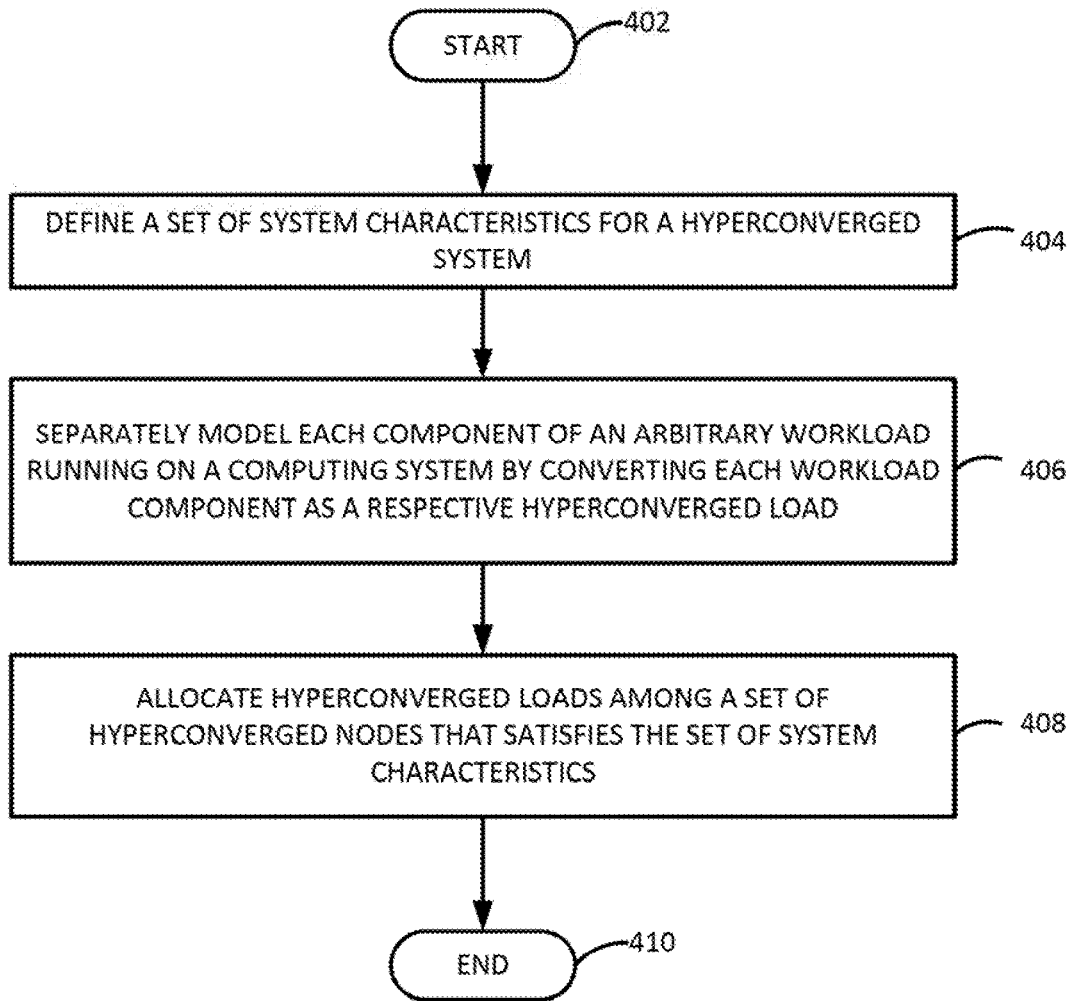 START
402
DEFINE A SET OF SYSTEM CHARACTERISTICS FOR A HYPERCONVERGED
SYSTEM
404
SEPARATELY MODEL EACH COMPONENT OF AN ARBITRARY WORKLOAD
RUNNING ON A COMPUTING SYSTEM BY CONVERTING EACH WORKLOAD
COMPONENT AS A RESPECTIVE HYPERCONVERGED LOAD
406
ALLOCATE HYPERCONVERGED LOADS AMONG A SET OF
HYPERCONVERGED NODES THAT SATISFIES THE SET OF SYSTEM
CHARACTERISTICS
408
END
410